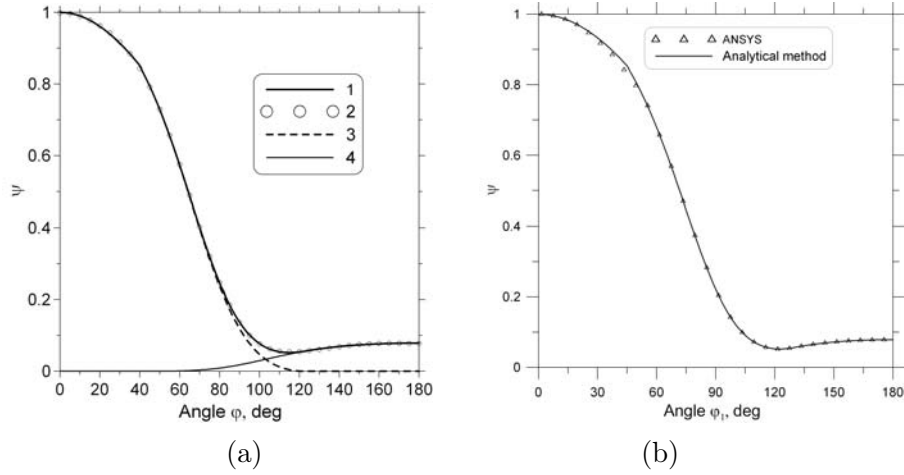 1
0.8
0.6
0.4
0.2
0
ψ
1
2
3
4
0 20 40 60 80 100 120 140 160 180
Angle φ, deg
(a)
1
0.8
0.6
0.4
0.2
0
ψ
ANSYS
Analytical method
0 30 60 90 120 150 180
Angle φ₁, deg
(b)